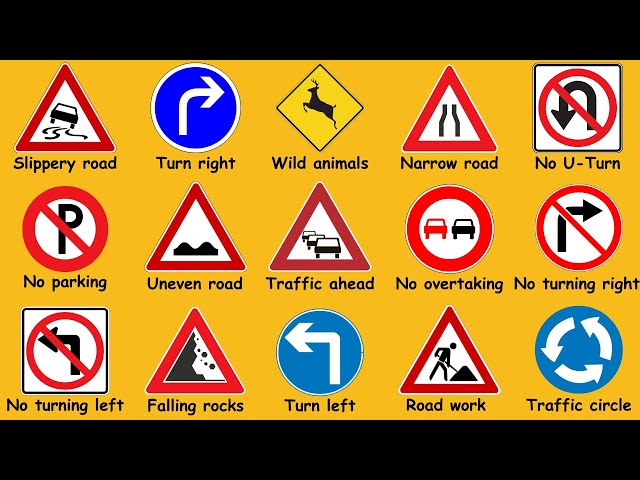 Slippery road
Turn right
Wild animals
Narrow road
No U-Turn
P
No parking
Uneven road
Traffic ahead
No overtaking
No turning right
No turning left
Falling rocks
Turn left
Road work
Traffic circle